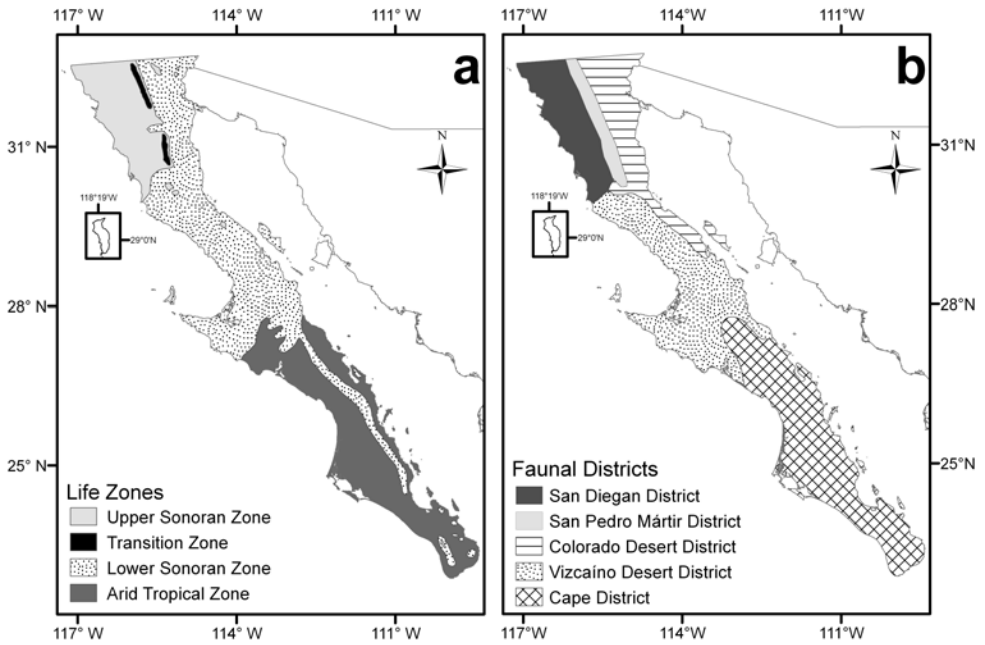 117° W 114° W 111° W
a
N
31° N
118°19'W
29°0'N
28° N
25° N
Life Zones
Upper Sonoran Zone
Transition Zone
Lower Sonoran Zone
Arid Tropical Zone
117° W 114° W 111° W
117° W 114° W 111° W
b
N
31° N
118°19'W
29°0'N
28° N
25° N
Faunal Districts
San Diegan District
San Pedro Mártir District
Colorado Desert District
Vizcaíno Desert District
Cape District
117° W 114° W 111° W